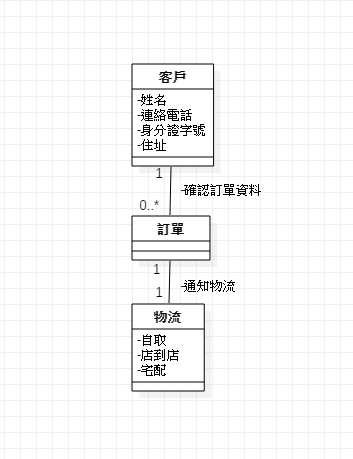 客戶
-姓名
-連絡電話
-身分證字號
-住址
1
-確認訂單資料
0..*
訂單
1
-通知物流
1
物流
-自取
-店到店
-宅配